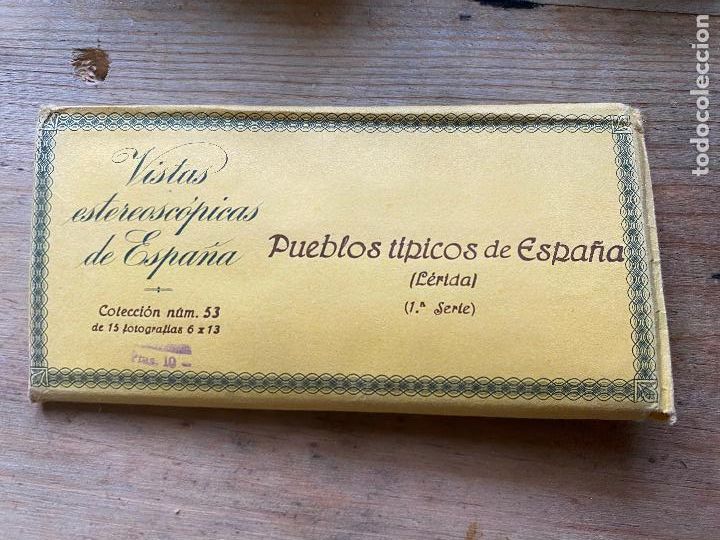 Vistas
estereoscópicas
de España
Colección núm. 53
de 15 fotografías 6 x 13
Ptas. 10 —
Pueblos típicos de España
(Lérida)
(1.ª Serie)
todocoleccion